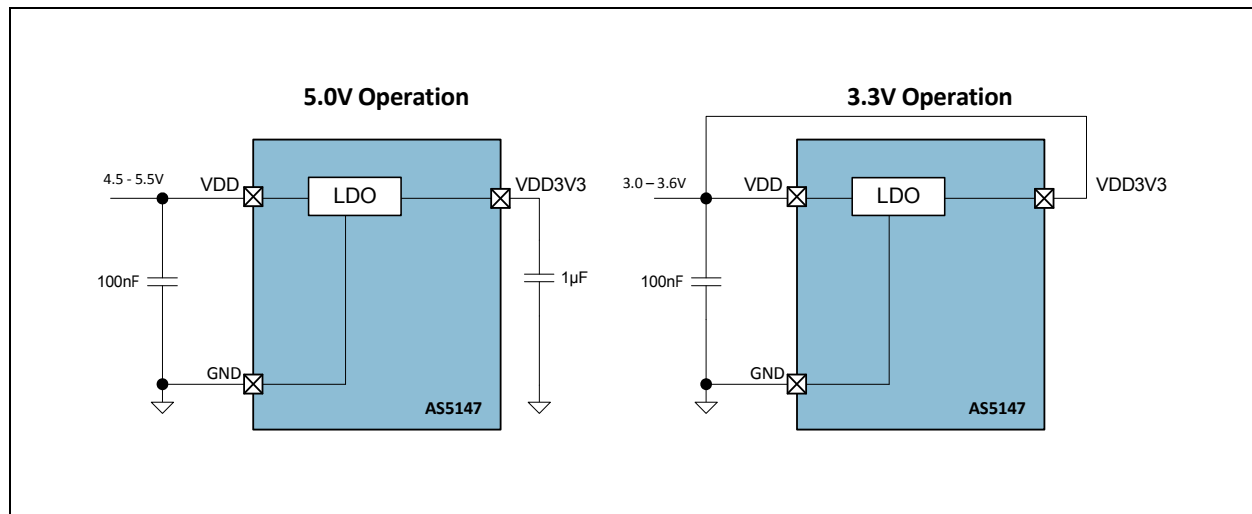 5.0V Operation
3.3V Operation
4.5 - 5.5V
VDD
LDO
VDD3V3
100nF
1µF
GND
AS5147
3.0 – 3.6V
VDD
LDO
VDD3V3
100nF
GND
AS5147